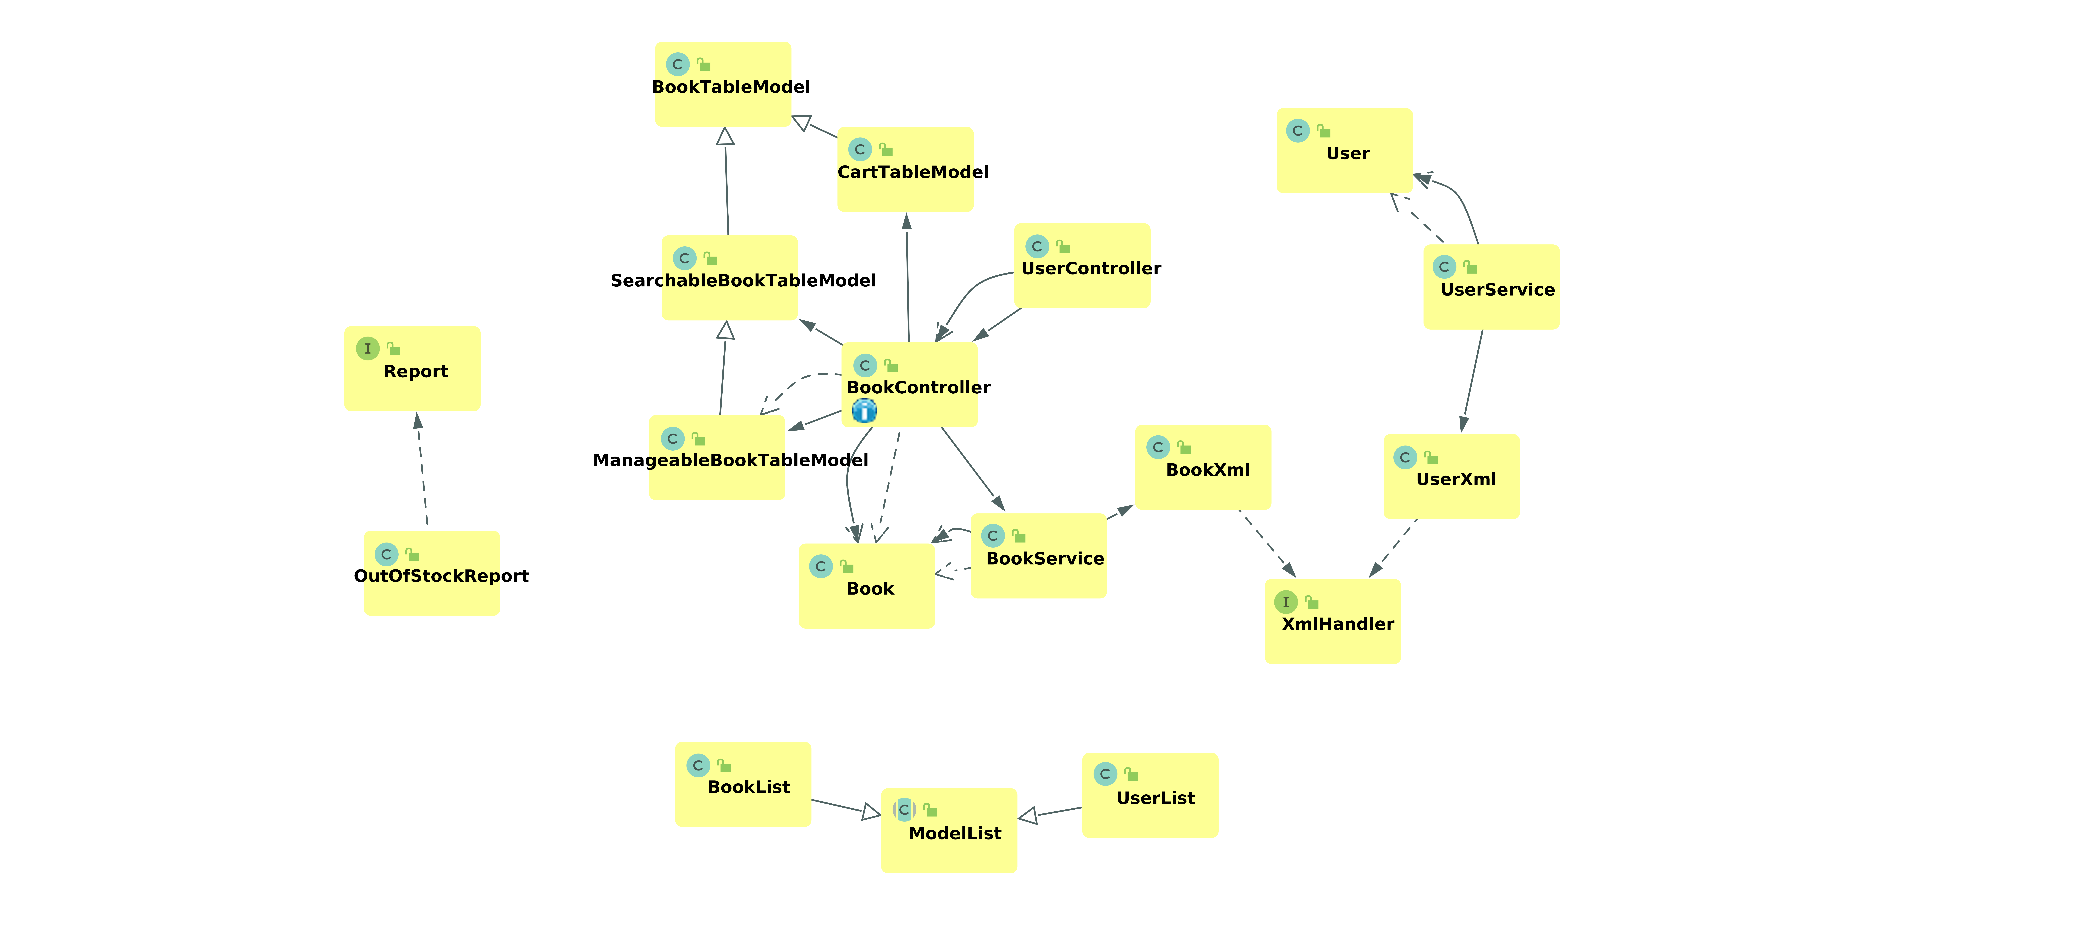 C
BookTableModel
C
CartTableModel
C
User
C
SearchableBookTableModel
C
UserController
C
UserService
I
Report
C
BookController
i
C
ManageableBookTableModel
C
BookXml
C
UserXml
C
OutOfStockReport
C
Book
C
BookService
I
XmlHandler
C
BookList
C
ModelList
C
UserList